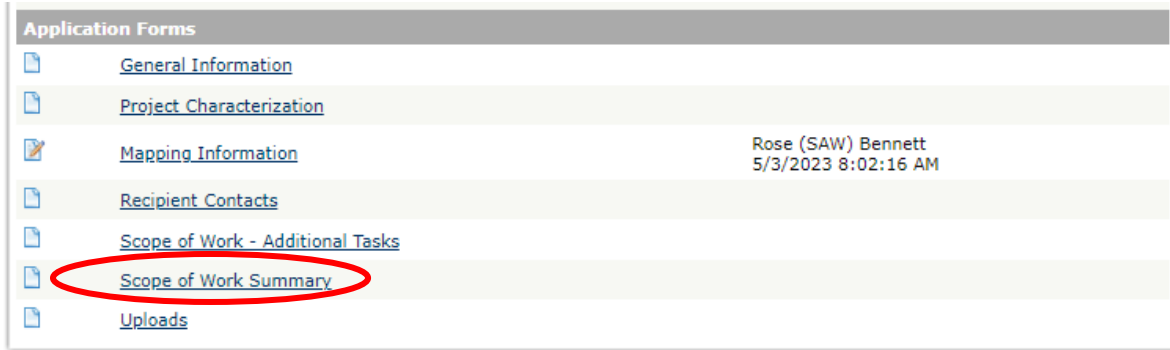 Application Forms
General Information
Project Characterization
Mapping Information
Rose (SAW) Bennett
5/3/2023 8:02:16 AM
Recipient Contacts
Scope of Work - Additional Tasks
Scope of Work Summary
Uploads